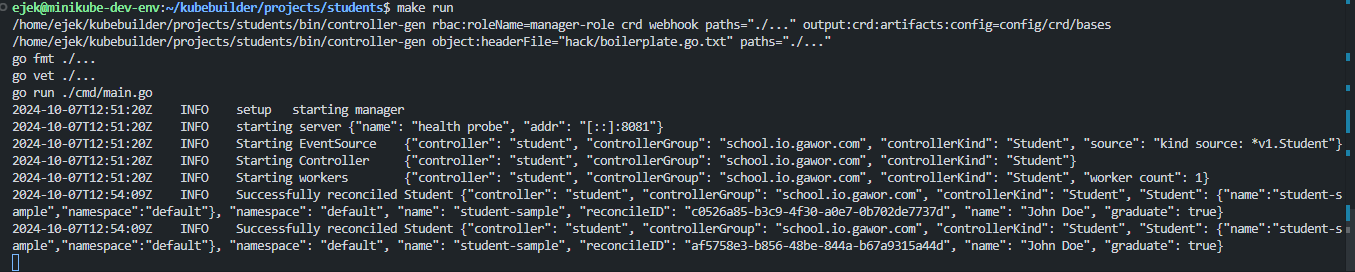 ejek@minikube-dev-env:~/kubebuilder/projects/students$ make run
/home/ejek/kubebuilder/projects/students/bin/controller-gen rbac:roleName=manager-role crd webhook paths="./..." output:crd:artifacts:config=config/crd/bases
/home/ejek/kubebuilder/projects/students/bin/controller-gen object:headerFile="hack/boilerplate.go.txt" paths="./..."
go fmt ./...
go vet ./...
go run ./cmd/main.go
2024-10-07T12:51:20Z INFO setup starting manager
2024-10-07T12:51:20Z INFO starting server {"name": "health probe", "addr": "[::]:8081"}
2024-10-07T12:51:20Z INFO Starting EventSource {"controller": "student", "controllerGroup": "school.io.gawor.com", "controllerKind": "Student", "source": "kind source: *v1.Student"}
2024-10-07T12:51:20Z INFO Starting Controller {"controller": "student", "controllerGroup": "school.io.gawor.com", "controllerKind": "Student"}
2024-10-07T12:51:20Z INFO Starting workers {"controller": "student", "controllerGroup": "school.io.gawor.com", "controllerKind": "Student", "worker count": 1}
2024-10-07T12:54:09Z INFO Successfully reconciled Student {"controller": "student", "controllerGroup": "school.io.gawor.com", "controllerKind": "Student", "Student": {"name":"student-s
ample","namespace":"default"}, "namespace": "default", "name": "student-sample", "reconcileID": "c0526a85-b3c9-4f30-a0e7-0b702de7737d", "name": "John Doe", "graduate": true}
2024-10-07T12:54:09Z INFO Successfully reconciled Student {"controller": "student", "controllerGroup": "school.io.gawor.com", "controllerKind": "Student", "Student": {"name":"student-s
ample","namespace":"default"}, "namespace": "default", "name": "student-sample", "reconcileID": "af5758e3-b856-48be-844a-b67a9315a44d", "name": "John Doe", "graduate": true}